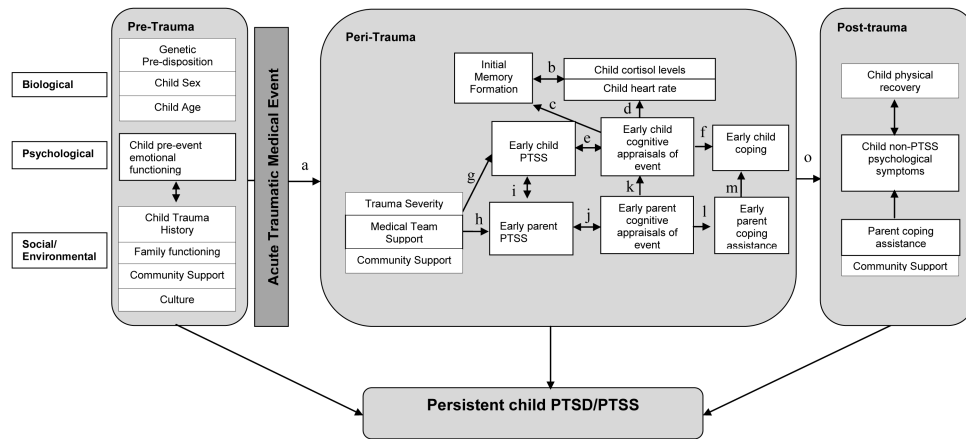 Pre-Trauma
Genetic
Pre-disposition
Child Sex
Child Age
Child pre-event
emotional
functioning
Child Trauma
History
Family functioning
Community Support
Culture
Biological
Psychological
Social/
Environmental
Acute Traumatic Medical Event
a
Peri-Trauma
Initial
Memory
Formation
b
Child cortisol levels
Child heart rate
c
d
Early child
PTSS
e
Early child
cognitive
appraisals of
event
f
Early child
coping
g
i
k
m
Trauma Severity
Medical Team
Support
Community Support
h
Early parent
PTSS
j
Early parent
cognitive
appraisals of
event
l
Early
parent
coping
assistance
o
Post-trauma
Child physical
recovery
Child non-PTSS
psychological
symptoms
Parent coping
assistance
Community Support
Persistent child PTSD/PTSS